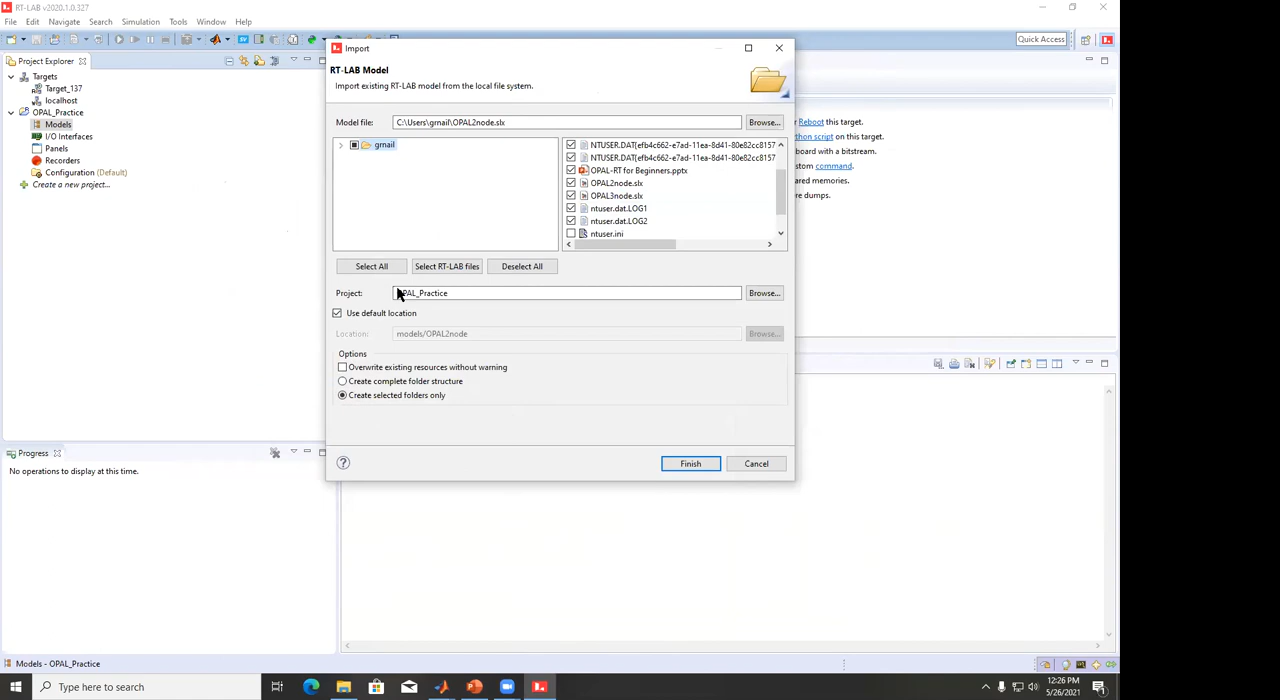 RT-LAB v2020.1.0.327
File Edit Navigate Search Simulation Tools Window Help
Quick Access
Project Explorer
Targets
Target_137
localhost
OPAL_Practice
Models
I/O Interfaces
Panels
Recorders
Configuration (Default)
Create a new project...
Import
RT-LAB Model
Import existing RT-LAB model from the local file system.
Model file: C:\Users\gmail\OPAL2node.slx Browse...
gmail
NTUSER.DAT{efb4c662-e7ad-11ea-8d41-80e82cc8157
NTUSER.DAT{efb4c662-e7ad-11ea-8d41-80e82cc8157
OPAL-RT for Beginners.pptx
OPAL2node.slx
OPAL3node.slx
ntuser.dat.LOG1
ntuser.dat.LOG2
ntuser.ini
Select All Select RT-LAB files Deselect All
Project: OPAL_Practice Browse...
Use default location
Location: models/OPAL2node Browse...
Options
Overwrite existing resources without warning
Create complete folder structure
Create selected folders only
Finish Cancel
Reboot this target.
python script on this target.
board with a bitstream.
stom command.
ared memories.
re dumps.
Progress
No operations to display at this time.
Models - OPAL_Practice
Type here to search
12:26 PM
5/26/2021